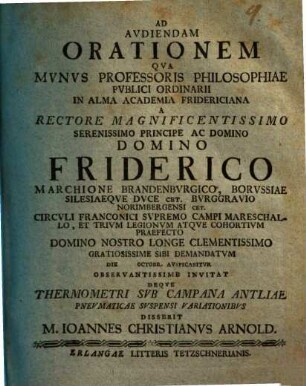 9.
AD
AVDIENDAM
ORATIONEM
QVA
MVNVS PROFESSORIS PHILOSOPHIAE
PVBLICI ORDINARII
IN ALMA ACADEMIA FRIDERICIANA
A
RECTORE MAGNIFICENTISSIMO
SERENISSIMO PRINCIPE AC DOMINO
DOMINO
FRIDERICO
MARCHIONE BRANDENBVRGICO, BORVSSIAE
SILESIAEQVE DVCE CET. BVRGGRAVIO
NORIMBERGENSI CET.
CIRCVLI FRANCONICI SVPREMO CAMPI MARESCHAL-
LO, ET TRIVM LEGIONVM ATQVE COHORTIVM
PRAEFECTO
DOMINO NOSTRO LONGE CLEMENTISSIMO
GRATIOSISSIME SIBI DEMANDATVM
DIE OCTOBR. AVSPICABITVR
OBSERVANTISSIME INVITAT
DEQVE
THERMOMETRI SVB CAMPANA ANTLIAE
PNEVMATICAE SVSPENSI VARIATIONIBVS
DISSERIT
M. IOANNES CHRISTIANVS ARNOLD.
ERLANGAE LITTERIS TETZSCHNERIANIS.